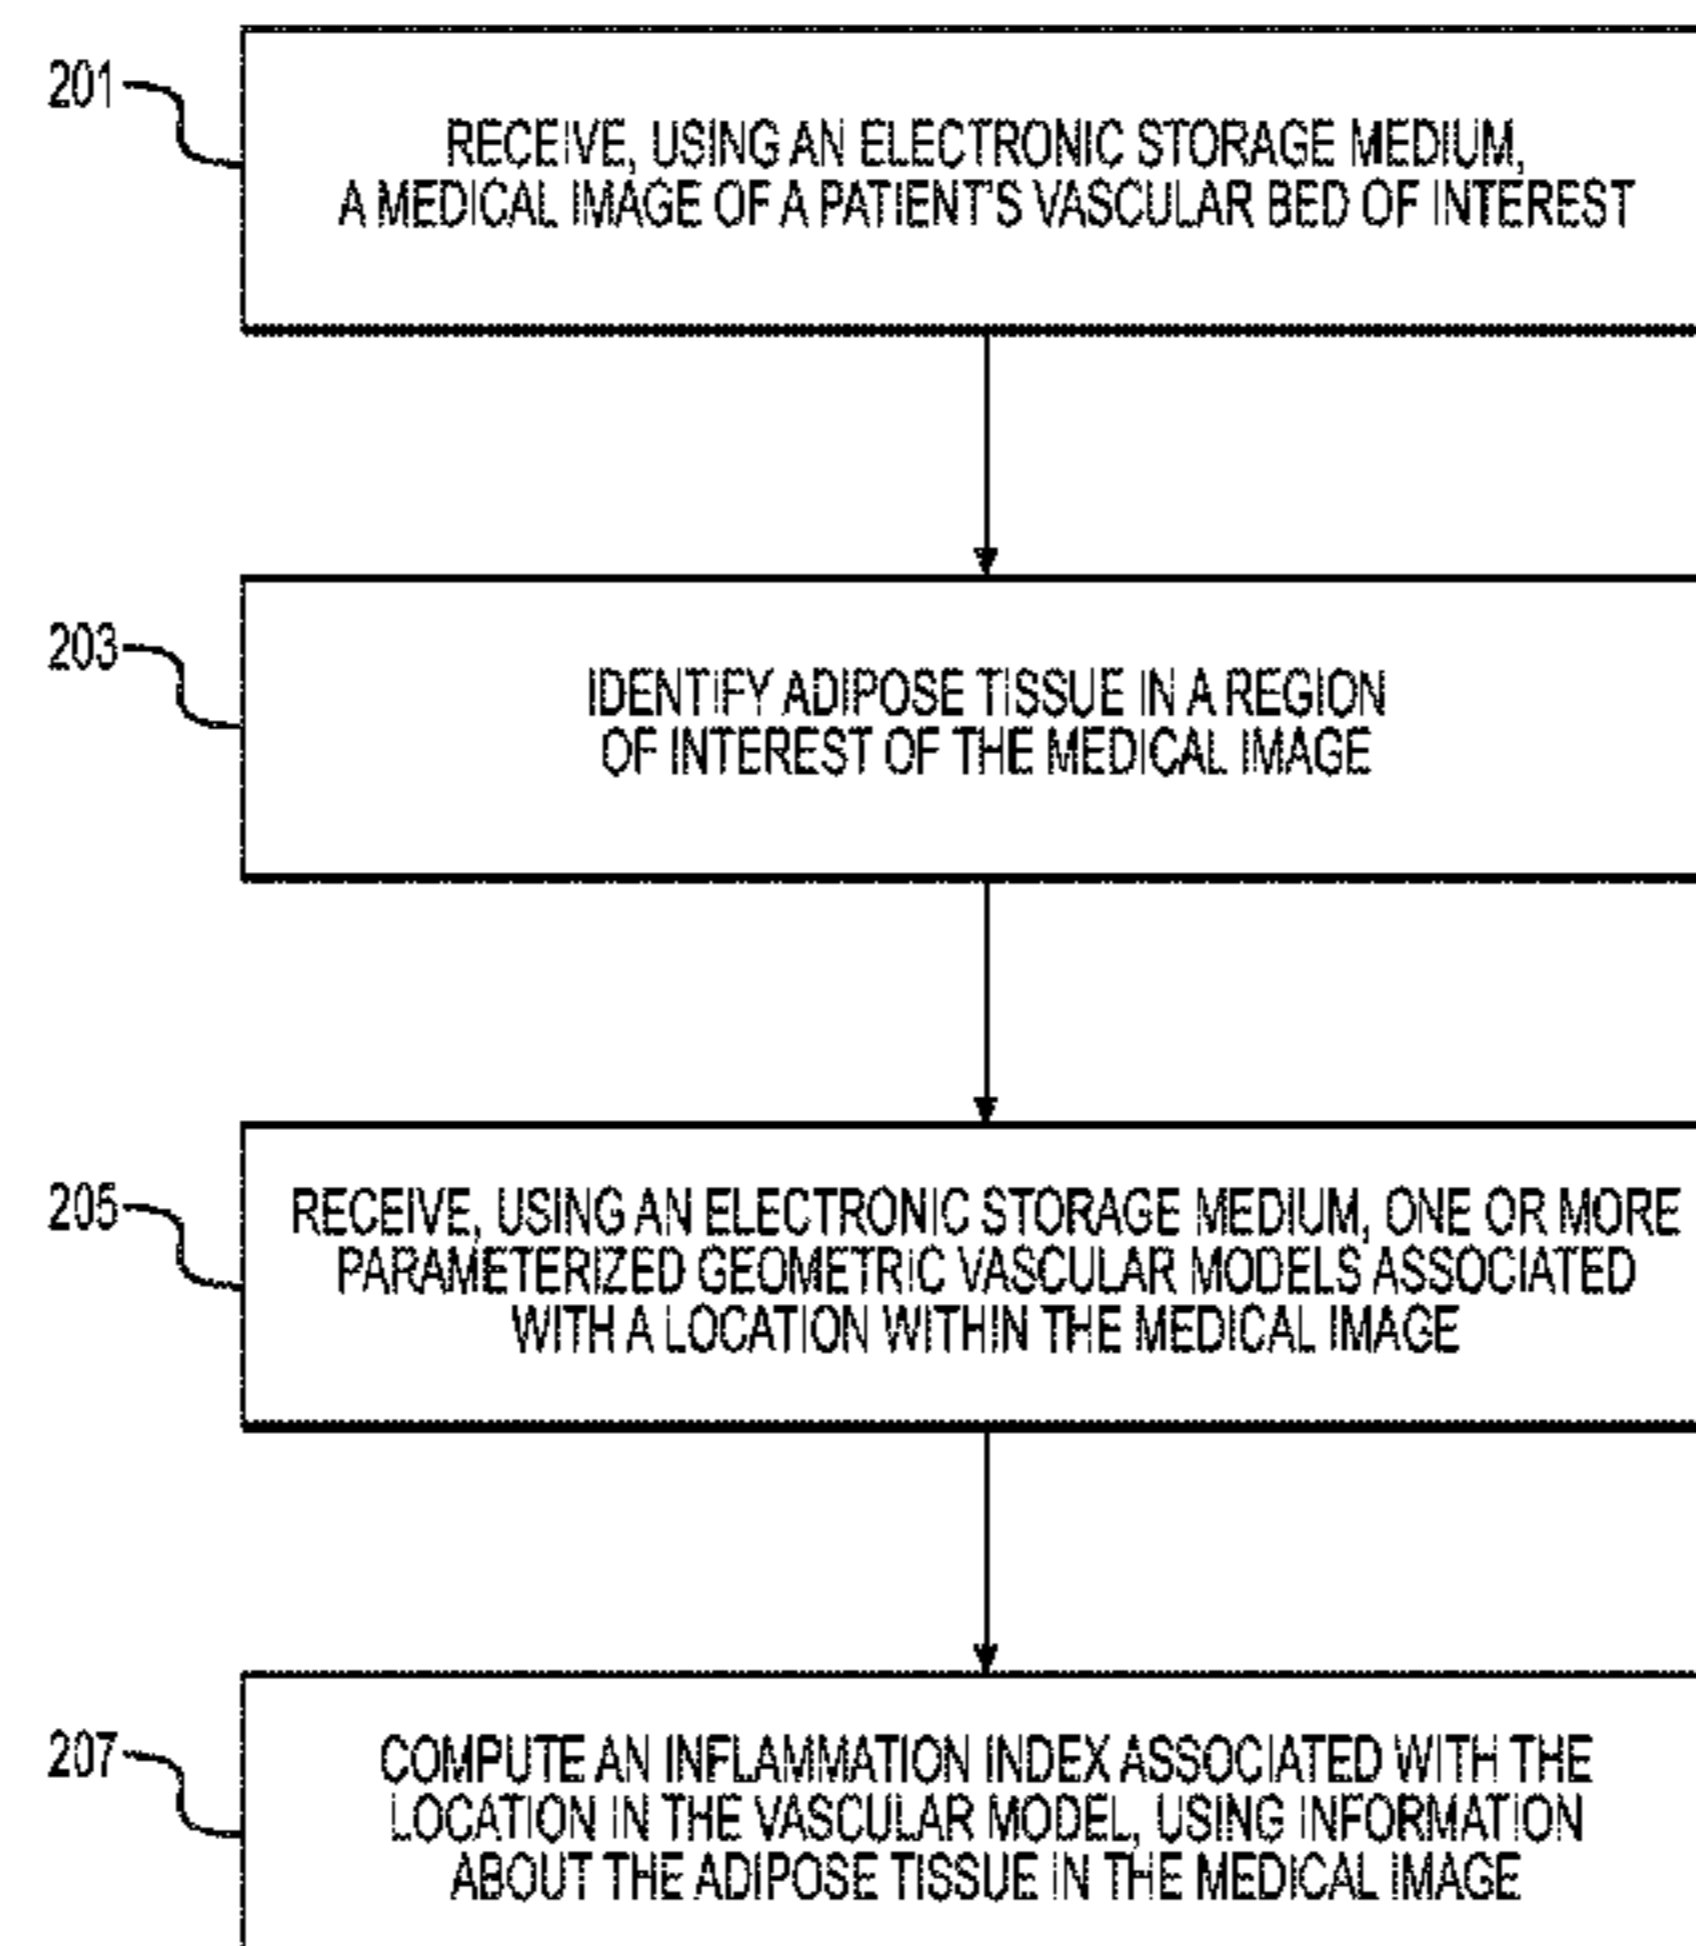 201
RECEIVE, USING AN ELECTRONIC STORAGE MEDIUM,
A MEDICAL IMAGE OF A PATIENT'S VASCULAR BED OF INTEREST
203
IDENTIFY ADIPOSE TISSUE IN A REGION
OF INTEREST OF THE MEDICAL IMAGE
205
RECEIVE, USING AN ELECTRONIC STORAGE MEDIUM, ONE OR MORE
PARAMETERIZED GEOMETRIC VASCULAR MODELS ASSOCIATED
WITH A LOCATION WITHIN THE MEDICAL IMAGE
207
COMPUTE AN INFLAMMATION INDEX ASSOCIATED WITH THE
LOCATION IN THE VASCULAR MODEL, USING INFORMATION
ABOUT THE ADIPOSE TISSUE IN THE MEDICAL IMAGE